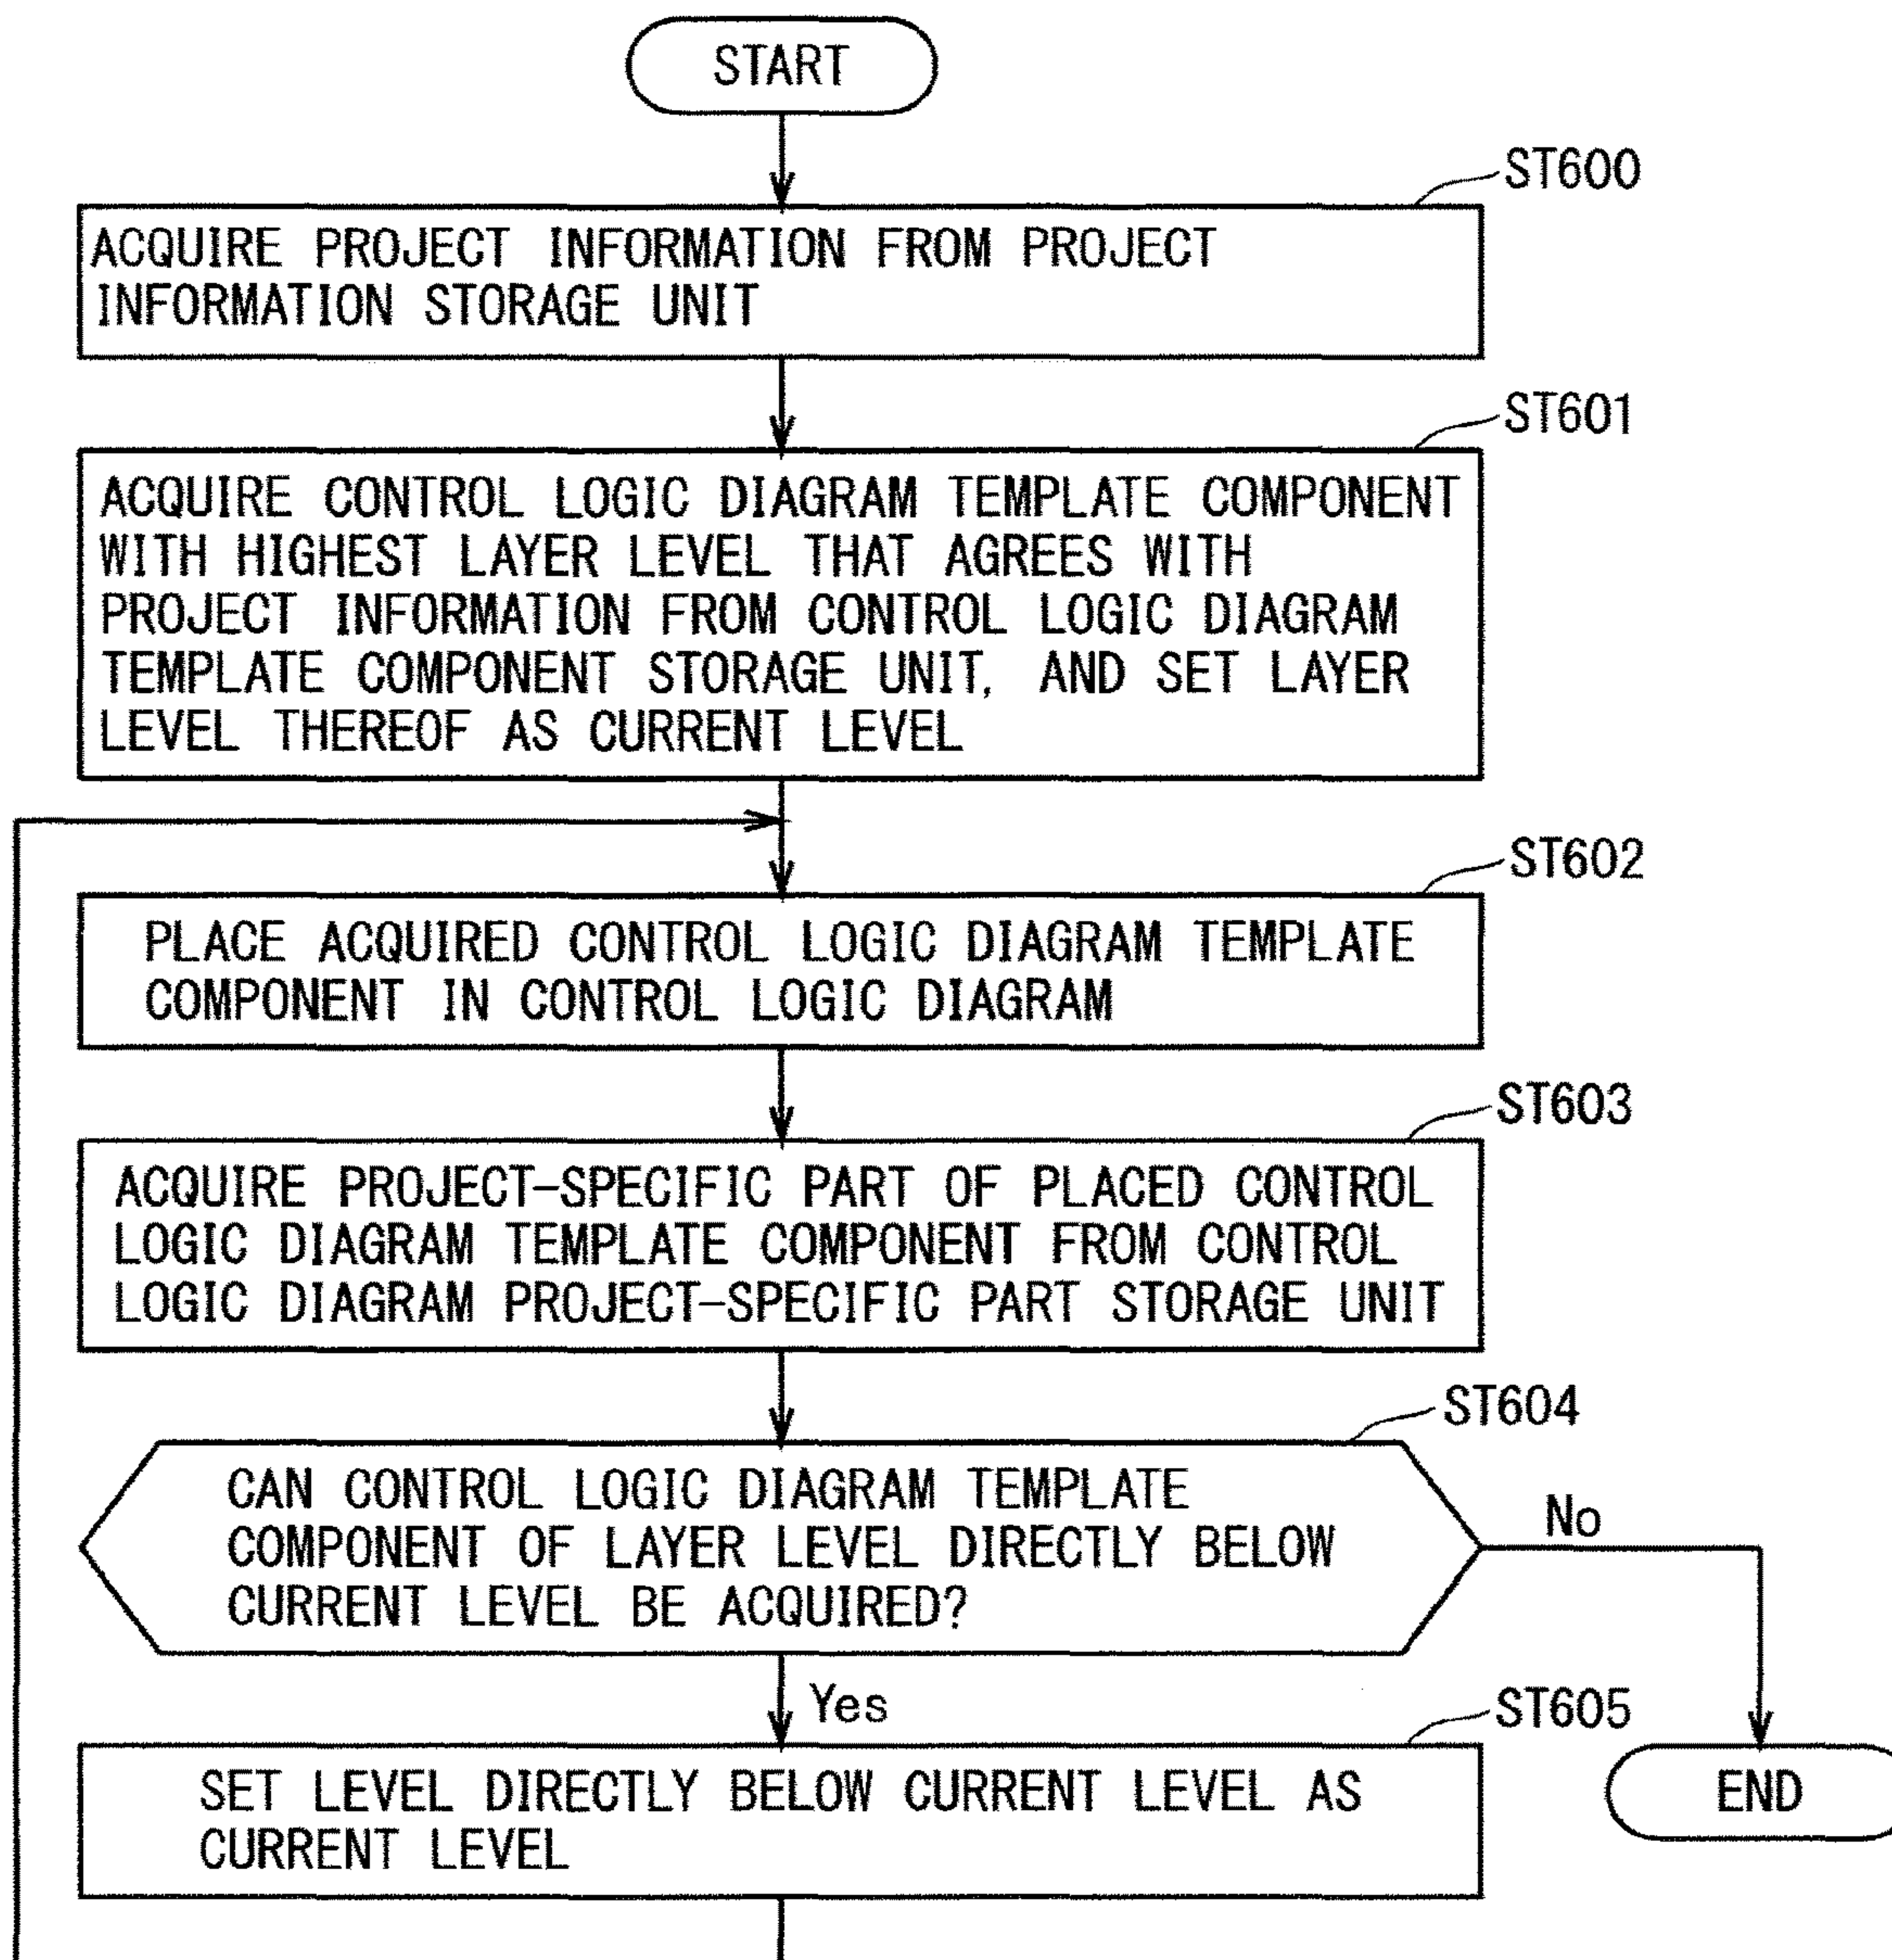 START
ST600
ACQUIRE PROJECT INFORMATION FROM PROJECT
INFORMATION STORAGE UNIT
ST601
ACQUIRE CONTROL LOGIC DIAGRAM TEMPLATE COMPONENT
WITH HIGHEST LAYER LEVEL THAT AGREES WITH
PROJECT INFORMATION FROM CONTROL LOGIC DIAGRAM
TEMPLATE COMPONENT STORAGE UNIT, AND SET LAYER
LEVEL THEREOF AS CURRENT LEVEL
ST602
PLACE ACQUIRED CONTROL LOGIC DIAGRAM TEMPLATE
COMPONENT IN CONTROL LOGIC DIAGRAM
ST603
ACQUIRE PROJECT-SPECIFIC PART OF PLACED CONTROL
LOGIC DIAGRAM TEMPLATE COMPONENT FROM CONTROL
LOGIC DIAGRAM PROJECT-SPECIFIC PART STORAGE UNIT
ST604
CAN CONTROL LOGIC DIAGRAM TEMPLATE
COMPONENT OF LAYER LEVEL DIRECTLY BELOW
CURRENT LEVEL BE ACQUIRED?
No
Yes
ST605
SET LEVEL DIRECTLY BELOW CURRENT LEVEL AS
CURRENT LEVEL
END